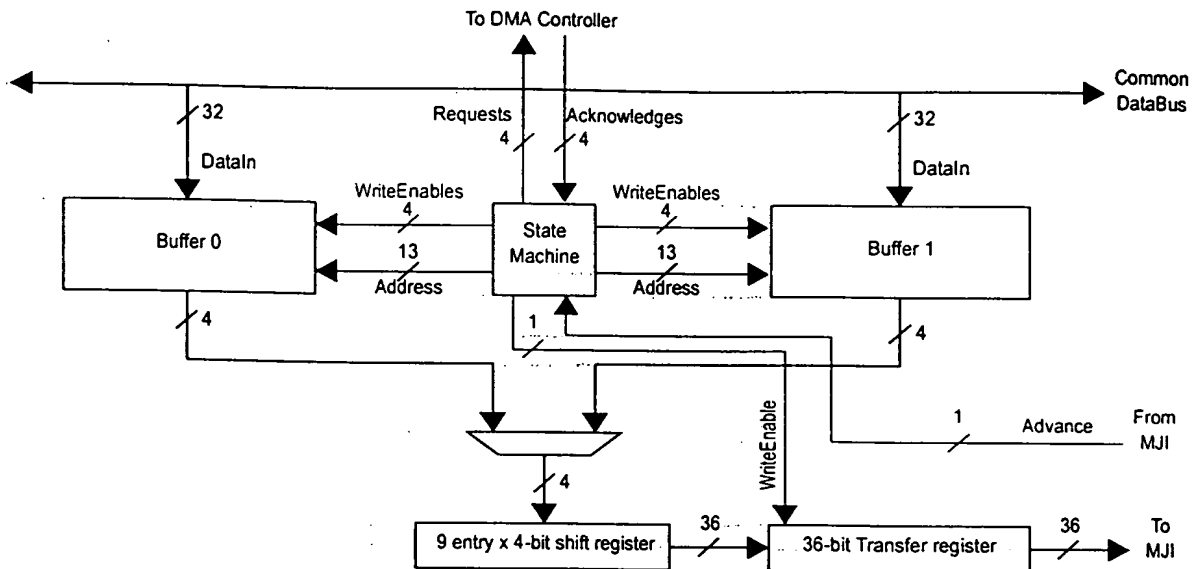 To DMA Controller
Common
DataBus
32
Requests
4
Acknowledges
4
32
DataIn
DataIn
WriteEnables
4
WriteEnables
4
Buffer 0
State
Machine
Buffer 1
13
Address
13
Address
4
1
4
WriteEnable
1
Advance
From
MJI
4
9 entry x 4-bit shift register
36
36-bit Transfer register
36
To
MJI